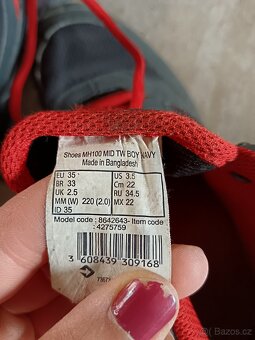 Shoes MH100 MID TW BOY NAVY
Made in Bangladesh
EU 35 US 3.5
BR 33 Cm 22
UK 2.5 RU 34.5
MM (W) 220 (2.0) MX 22
ID 35
Model code : 8642643- Item code
: 4275759
3 608439 309168
Bazos.cz